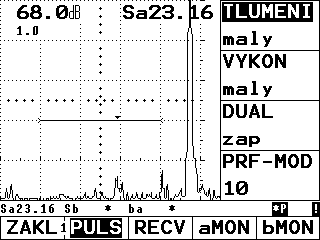 68.0dB Sa23.16
1.0
TLUMENI
maly
VYKON
maly
DUAL
zap
PRF-MOD
10
Sa23.16 Sb * ba * *P !
ZAKL 1 PULS RECV aMON bMON